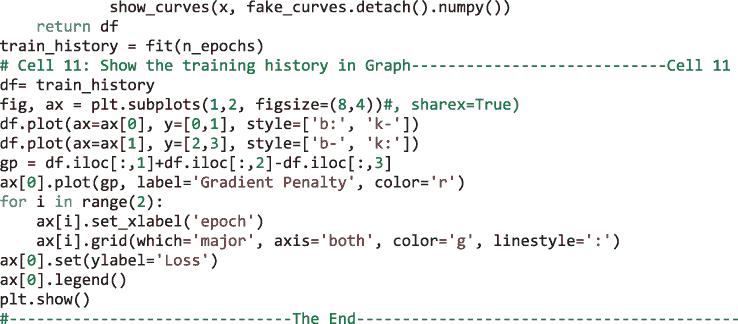 show_curves(x, fake_curves.detach().numpy())
    return df
train_history = fit(n_epochs)
# Cell 11: Show the training history in Graph----------------------------Cell 11
df= train_history
fig, ax = plt.subplots(1,2, figsize=(8,4))#, sharex=True)
df.plot(ax=ax[0], y=[0,1], style=['b:', 'k-'])
df.plot(ax=ax[1], y=[2,3], style=['b-', 'k:'])
gp = df.iloc[:,1]+df.iloc[:,2]-df.iloc[:,3]
ax[0].plot(gp, label='Gradient Penalty', color='r')
for i in range(2):
    ax[i].set_xlabel('epoch')
    ax[i].grid(which='major', axis='both', color='g', linestyle=':')
ax[0].set(ylabel='Loss')
ax[0].legend()
plt.show()
#-------------------------------The End------------------------------------------